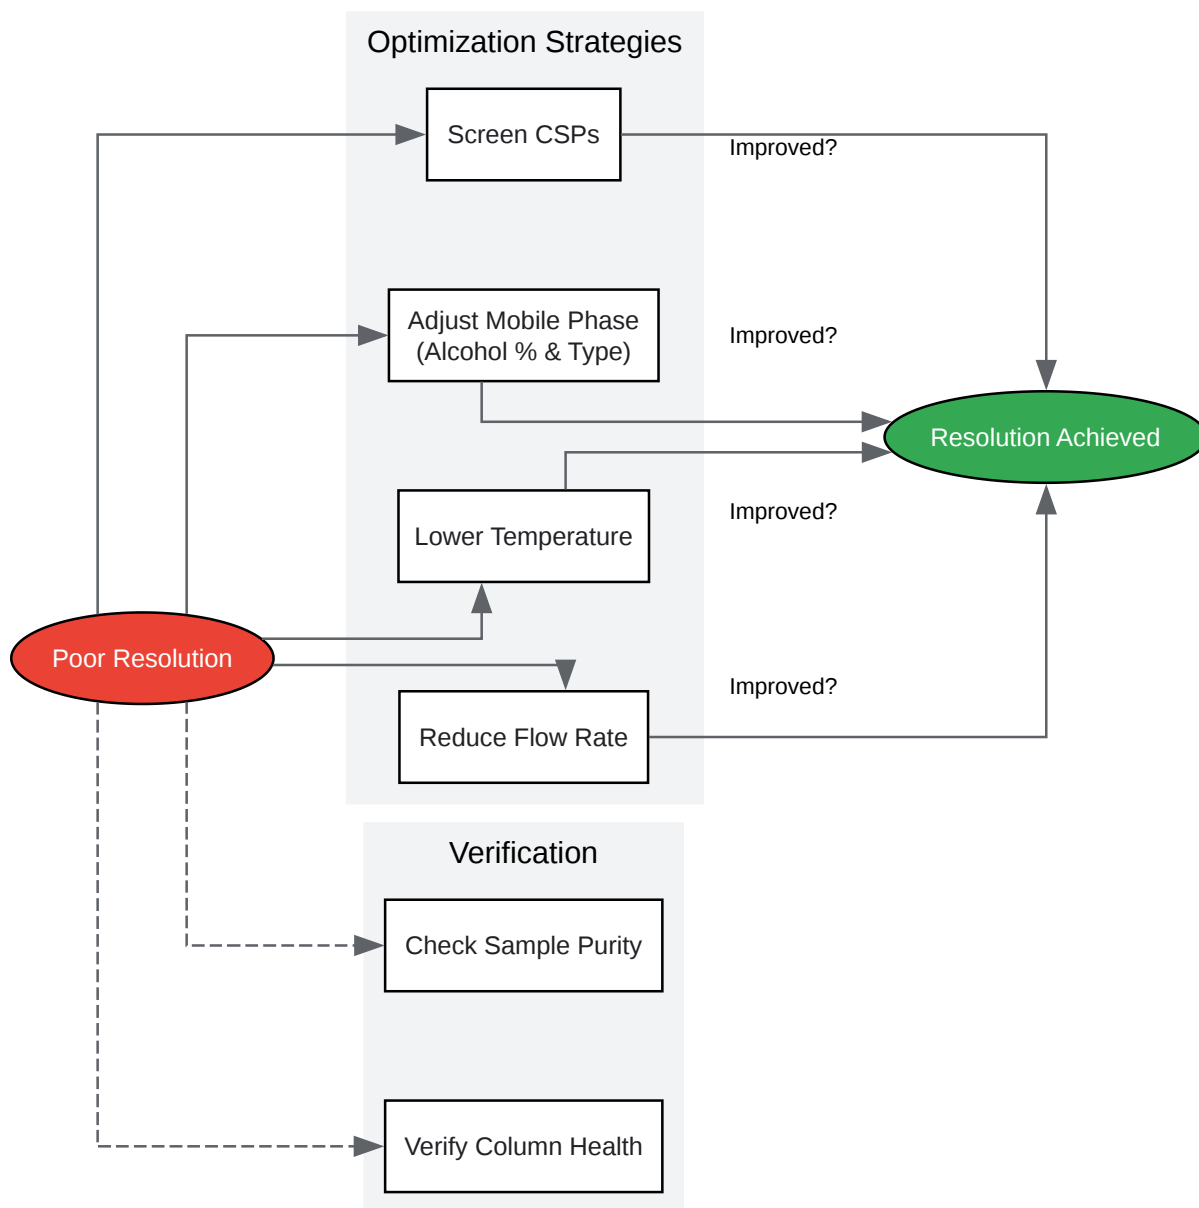 Optimization Strategies
Screen CSPs
Improved?
Adjust Mobile Phase
(Alcohol % & Type)
Improved?
Resolution Achieved
Lower Temperature
Improved?
Poor Resolution
Reduce Flow Rate
Improved?
Verification
Check Sample Purity
Verify Column Health